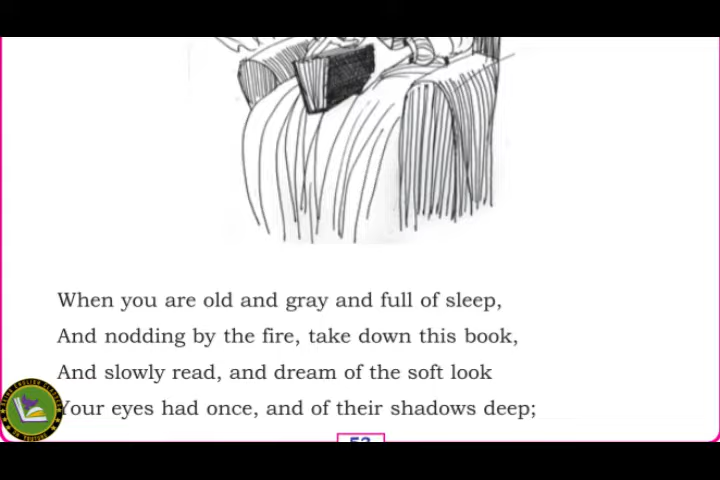 When you are old and gray and full of sleep,
And nodding by the fire, take down this book,
And slowly read, and dream of the soft look
Your eyes had once, and of their shadows deep;